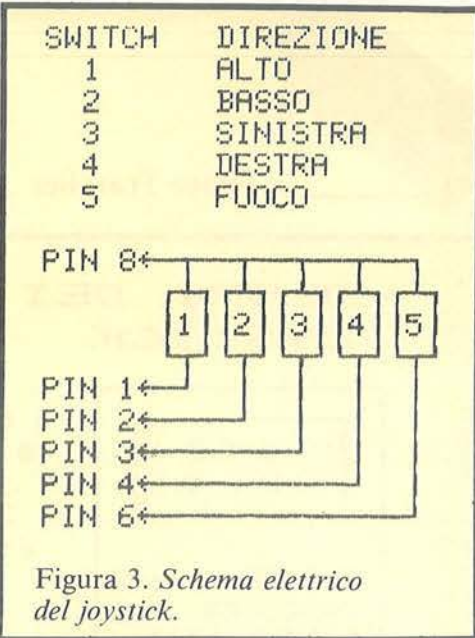 SWITCH DIREZIONE
1 ALTO
2 BASSO
3 SINISTRA
4 DESTRA
5 FUOCO
PIN 8
1 2 3 4 5
PIN 1
PIN 2
PIN 3
PIN 4
PIN 6
Figura 3. Schema elettrico
del joystick.